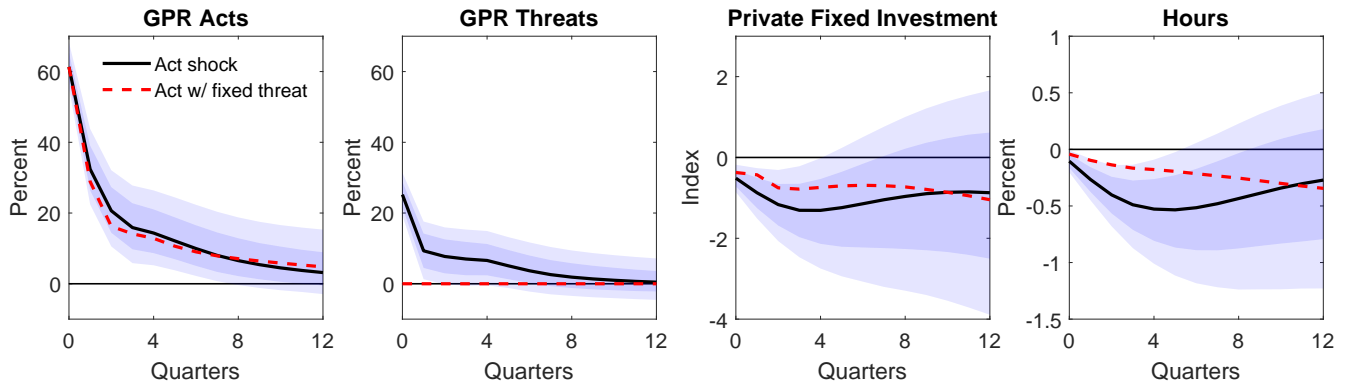 GPR Acts
GPR Threats
Private Fixed Investment
Hours
Percent
60
40
20
0
Act shock
Act w/ fixed threat
0
4
8
12
Quarters
Percent
60
40
20
0
0
4
8
12
Quarters
Index
2
0
-2
-4
0
4
8
12
Quarters
Percent
1
0.5
0
-0.5
-1
-1.5
0
4
8
12
Quarters